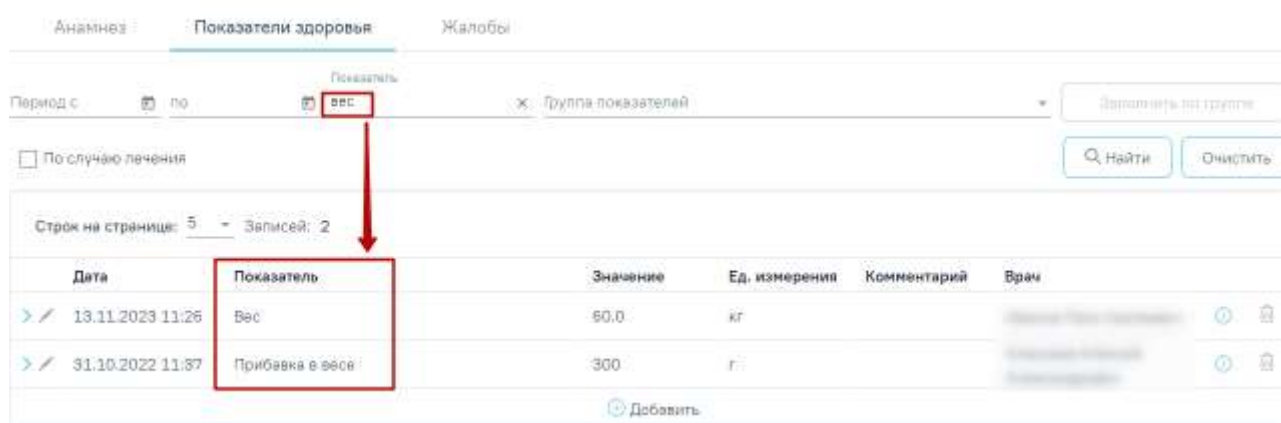 Анамнез Показатели здоровья Жалобы
Показатель
Период с по вес × Группа показателей Заполнить по группе
По случаю лечения Найти Очистить
Строк на странице: 5 Записей: 2
Дата Показатель Значение Ед. измерения Комментарий Врач
13.11.2023 11:26 Вес 60.0 кг
31.10.2022 11:37 Прибавка в весе 300 г
Добавить